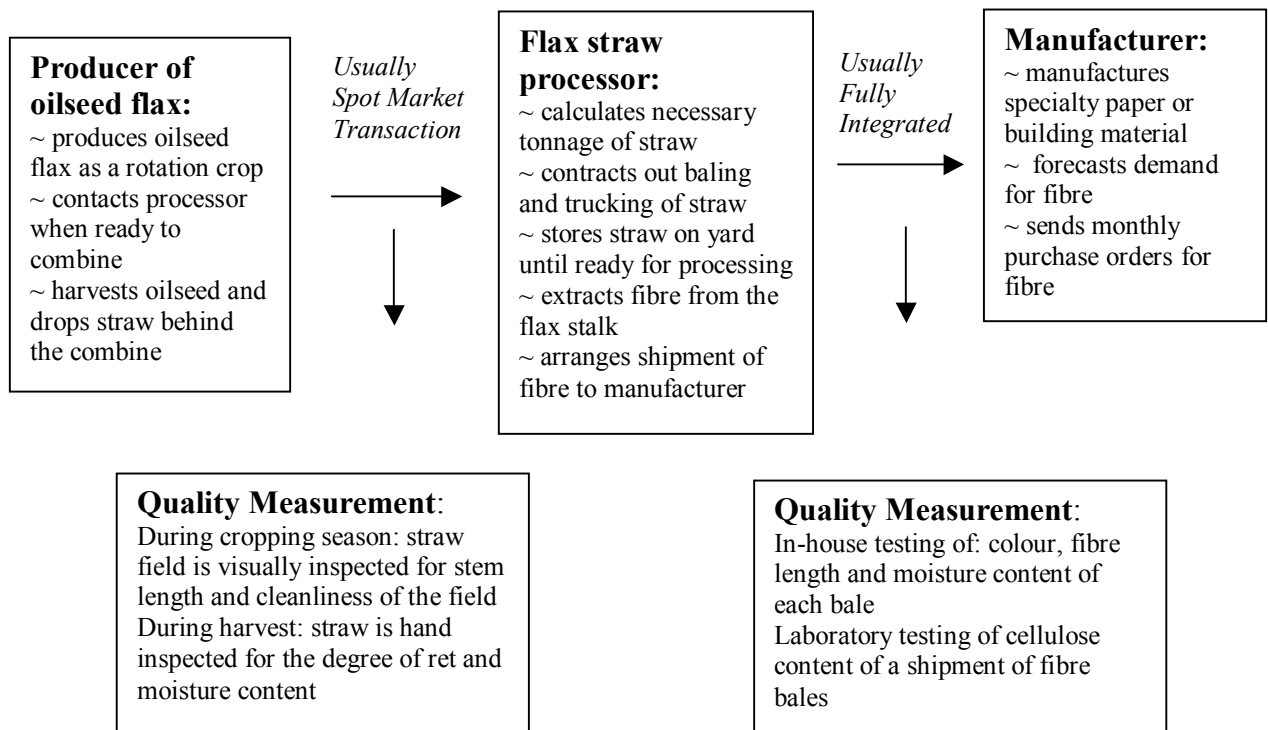 Producer of
oilseed flax:
~ produces oilseed
flax as a rotation crop
~ contacts processor
when ready to
combine
~ harvests oilseed and
drops straw behind
the combine
Usually
Spot Market
Transaction
Flax straw
processor:
~ calculates necessary
tonnage of straw
~ contracts out baling
and trucking of straw
~ stores straw on yard
until ready for processing
~ extracts fibre from the
flax stalk
~ arranges shipment of
fibre to manufacturer
Usually
Fully
Integrated
Manufacturer:
~ manufactures
specialty paper or
building material
~  forecasts demand
for fibre
~ sends monthly
purchase orders for
fibre
Quality Measurement:
During cropping season: straw
field is visually inspected for stem
length and cleanliness of the field
During harvest: straw is hand
inspected for the degree of ret and
moisture content
Quality Measurement:
In-house testing of: colour, fibre
length and moisture content of
each bale
Laboratory testing of cellulose
content of a shipment of fibre
bales